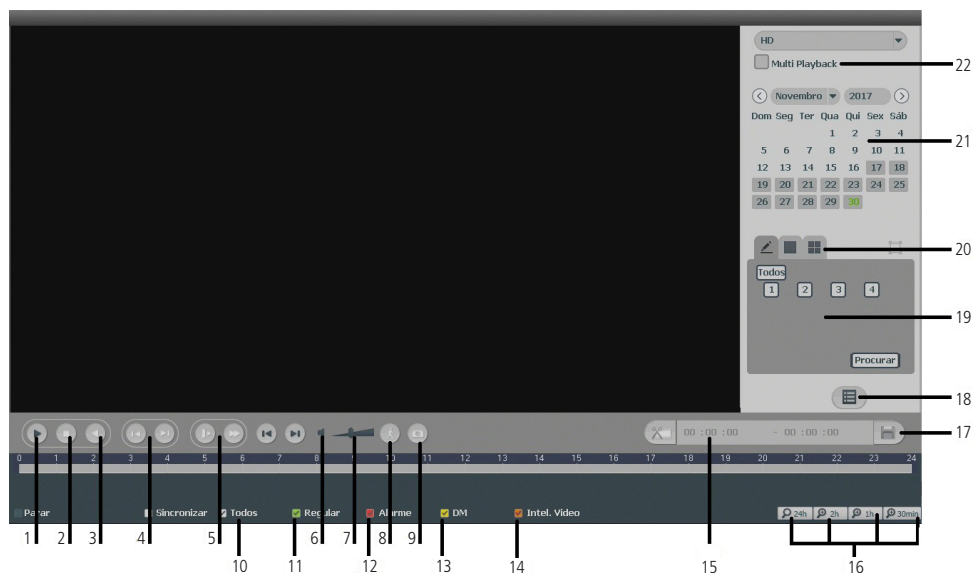 HD
Multi Playback
22
Novembro 2017
Dom Seg Ter Qua Qui Sex Sáb
1 2 3 4
21
5 6 7 8 9 10 11
12 13 14 15 16 17 18
19 20 21 22 23 24 25
26 27 28 29 30
20
Todos
1 2 3 4
19
Procurar
18
00 :00 :00 ~ 00 :00 :00
17
0 1 2 3 4 5 6 7 8 9 10 11 12 13 14 15 16 17 18 19 20 21 22 23 24
Parar Sincronizar Todos Regular Alarme DM Intel. Video
24h 2h 1h 30min
1 2 3 4 5 6 7 8 9
10 11 12 13 14 15 16